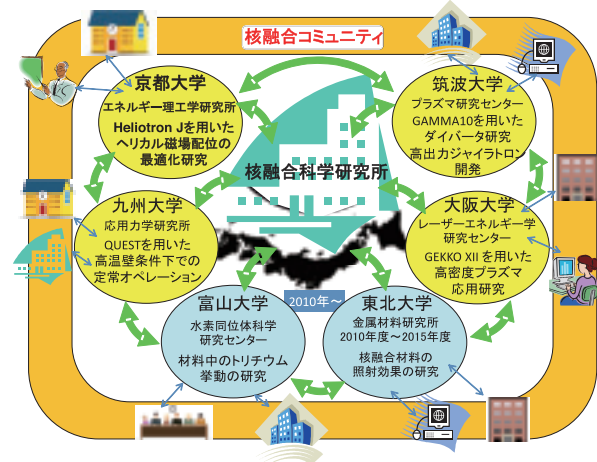 核融合コミュニティ
京都大学
エネルギー理工学研究所
Heliotron Jを用いた
ヘリカル磁場配位の
最適化研究
筑波大学
プラズマ研究センター
GAMMA10を用いた
ダイバータ研究
高出力ジャイラトロン
開発
核融合科学研究所
九州大学
応用力学研究所
QUESTを用いた
高温壁条件下での
定常オペレーション
大阪大学
レーザーエネルギー学
研究センター
GEKKO XII を用いた
高密度プラズマ
応用研究
富山大学
水素同位体科学
研究センター
材料中のトリチウム
挙動の研究
2010年～
東北大学
金属材料研究所
2010年度～2015年度
核融合材料の
照射効果の研究